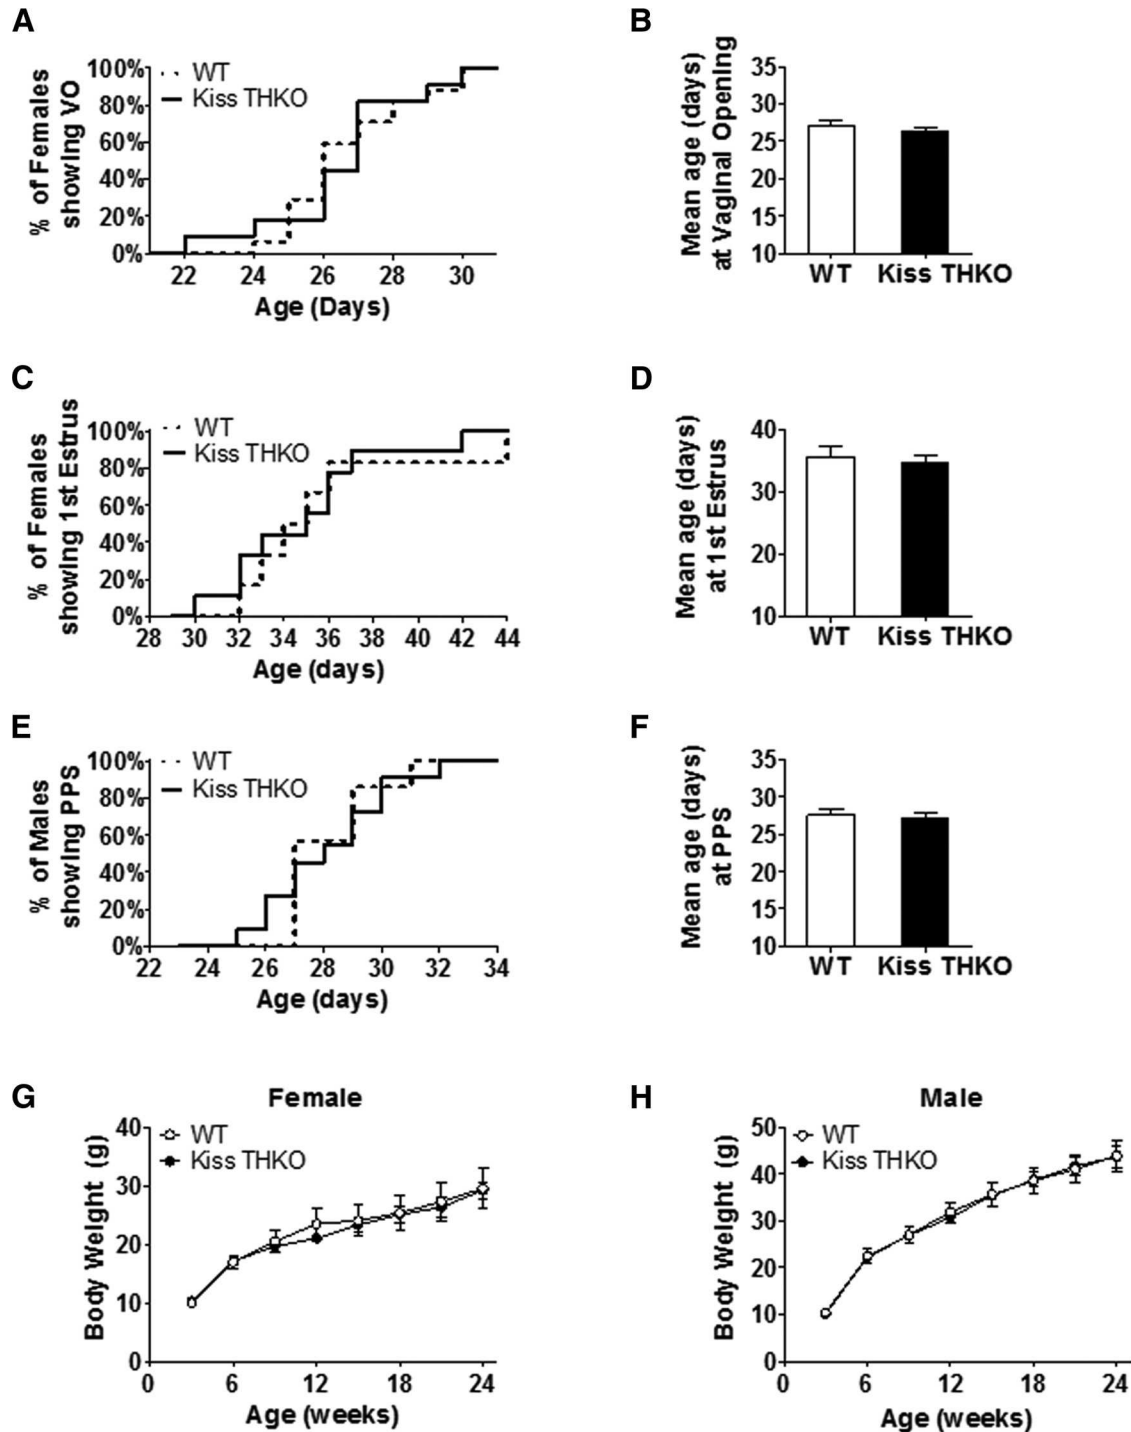 A
% of Females
showing VO
100%
80%
60%
40%
20%
0%
WT
Kiss THKO
22 24 26 28 30
Age (Days)
B
Mean age (days)
at Vaginal Opening
35
30
25
20
15
10
WT Kiss THKO
C
% of Females
showing 1st Estrus
100%
80%
60%
40%
20%
0%
WT
Kiss THKO
28 30 32 34 36 38 40 42 44
Age (days)
D
Mean age (days)
at 1st Estrus
40
30
20
10
WT Kiss THKO
E
% of Males
showing PPS
100%
80%
60%
40%
20%
0%
WT
Kiss THKO
22 24 26 28 30 32 34
Age (days)
F
Mean age (days)
at PPS
35
30
25
20
15
10
WT Kiss THKO
G
Female
Body Weight (g)
40
30
20
10
0
WT
Kiss THKO
0 6 12 18 24
Age (weeks)
H
Male
Body Weight (g)
50
40
30
20
10
0
WT
Kiss THKO
0 6 12 18 24
Age (weeks)